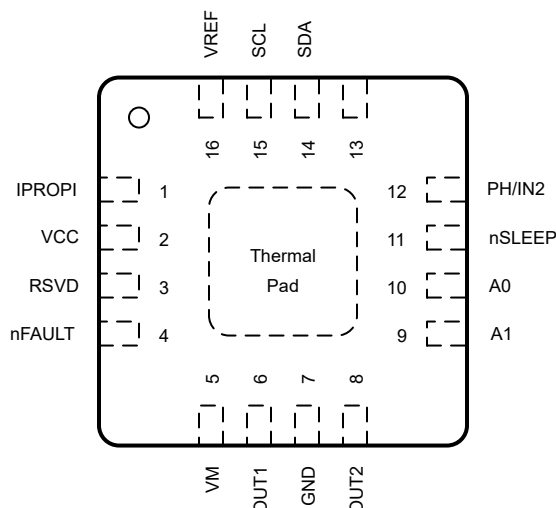 VREF
SCL
SDA
16
15
14
13
IPROPI
1
12
PH/IN2
VCC
2
11
nSLEEP
Thermal
Pad
RSVD
3
10
A0
nFAULT
4
9
A1
5
6
7
8
VM
OUT1
GND
OUT2